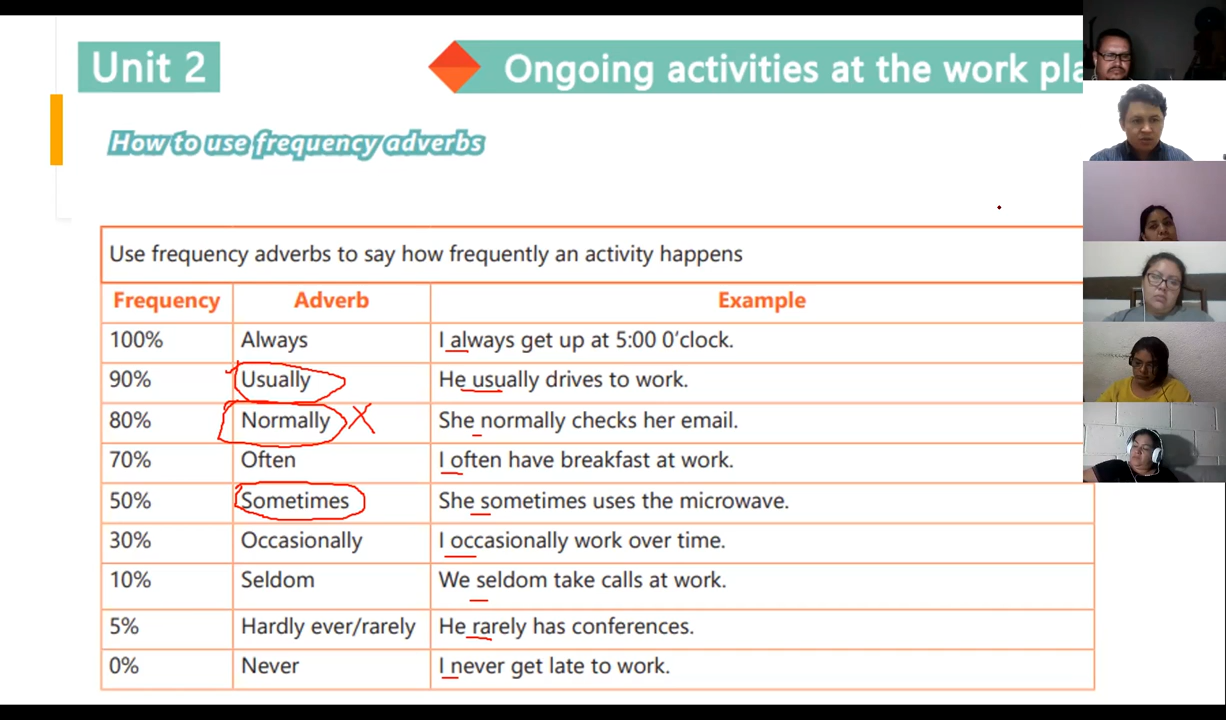 Unit 2
Ongoing activities at the work pla
How to use frequency adverbs
Use frequency adverbs to say how frequently an activity happens
Frequency Adverb Example
100% Always I always get up at 5:00 0'clock.
90% Usually He usually drives to work.
80% Normally X She normally checks her email.
70% Often I often have breakfast at work.
50% Sometimes She sometimes uses the microwave.
30% Occasionally I occasionally work over time.
10% Seldom We seldom take calls at work.
5% Hardly ever/rarely He rarely has conferences.
0% Never I never get late to work.